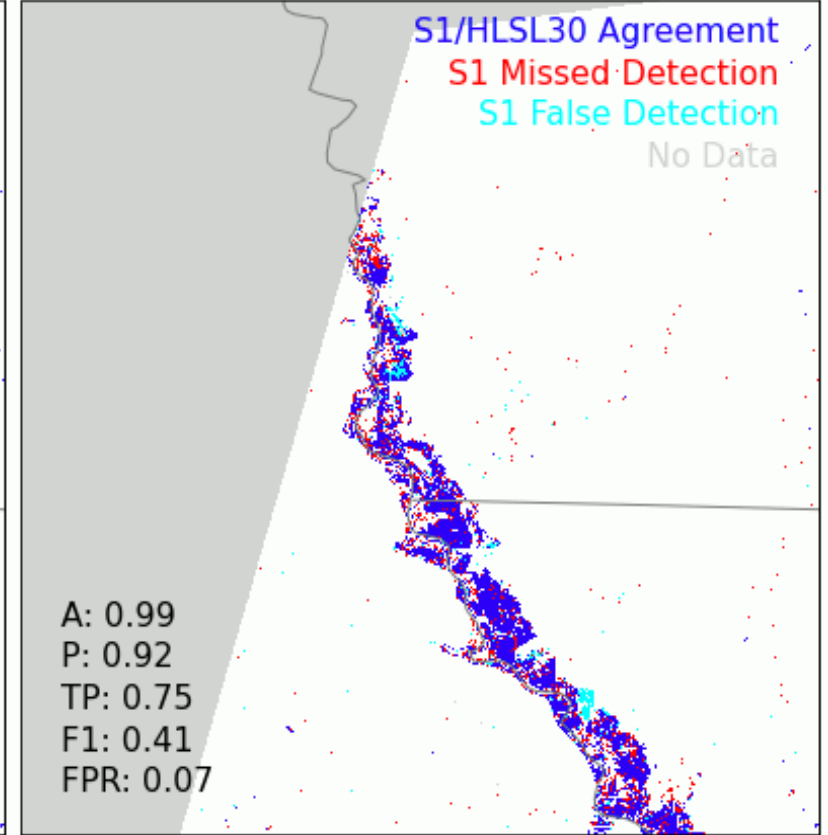 S1/HLSL30 Agreement
S1 Missed Detection
S1 False Detection
No Data
A: 0.99
P: 0.92
TP: 0.75
F1: 0.41
FPR: 0.07